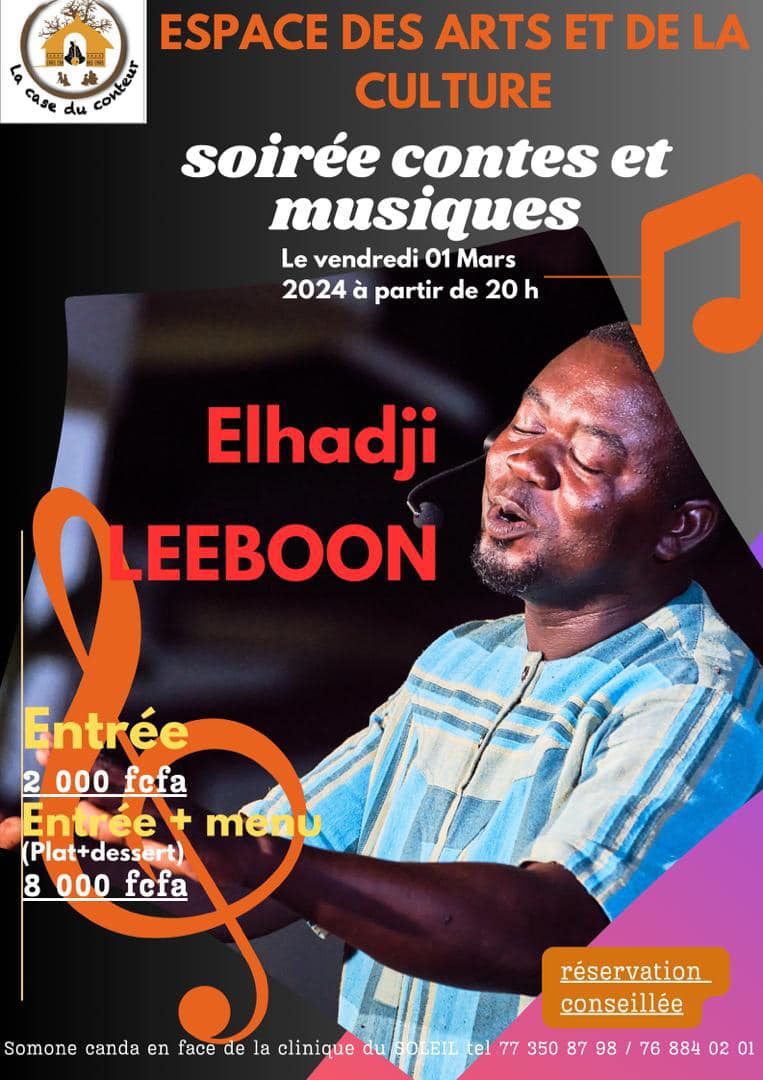 La case du conteur
ESPACE DES ARTS ET DE LA
CULTURE
soirée contes et
musiques
Le vendredi 01 Mars
2024 à partir de 20 h
Elhadji
LEEBOON
Entrée
2 000 fcfa
Entrée + menu
(Plat+dessert)
8 000 fcfa
réservation
conseillée
Somone canda en face de la clinique du SOLEIL tel 77 350 87 98 / 76 884 02 01